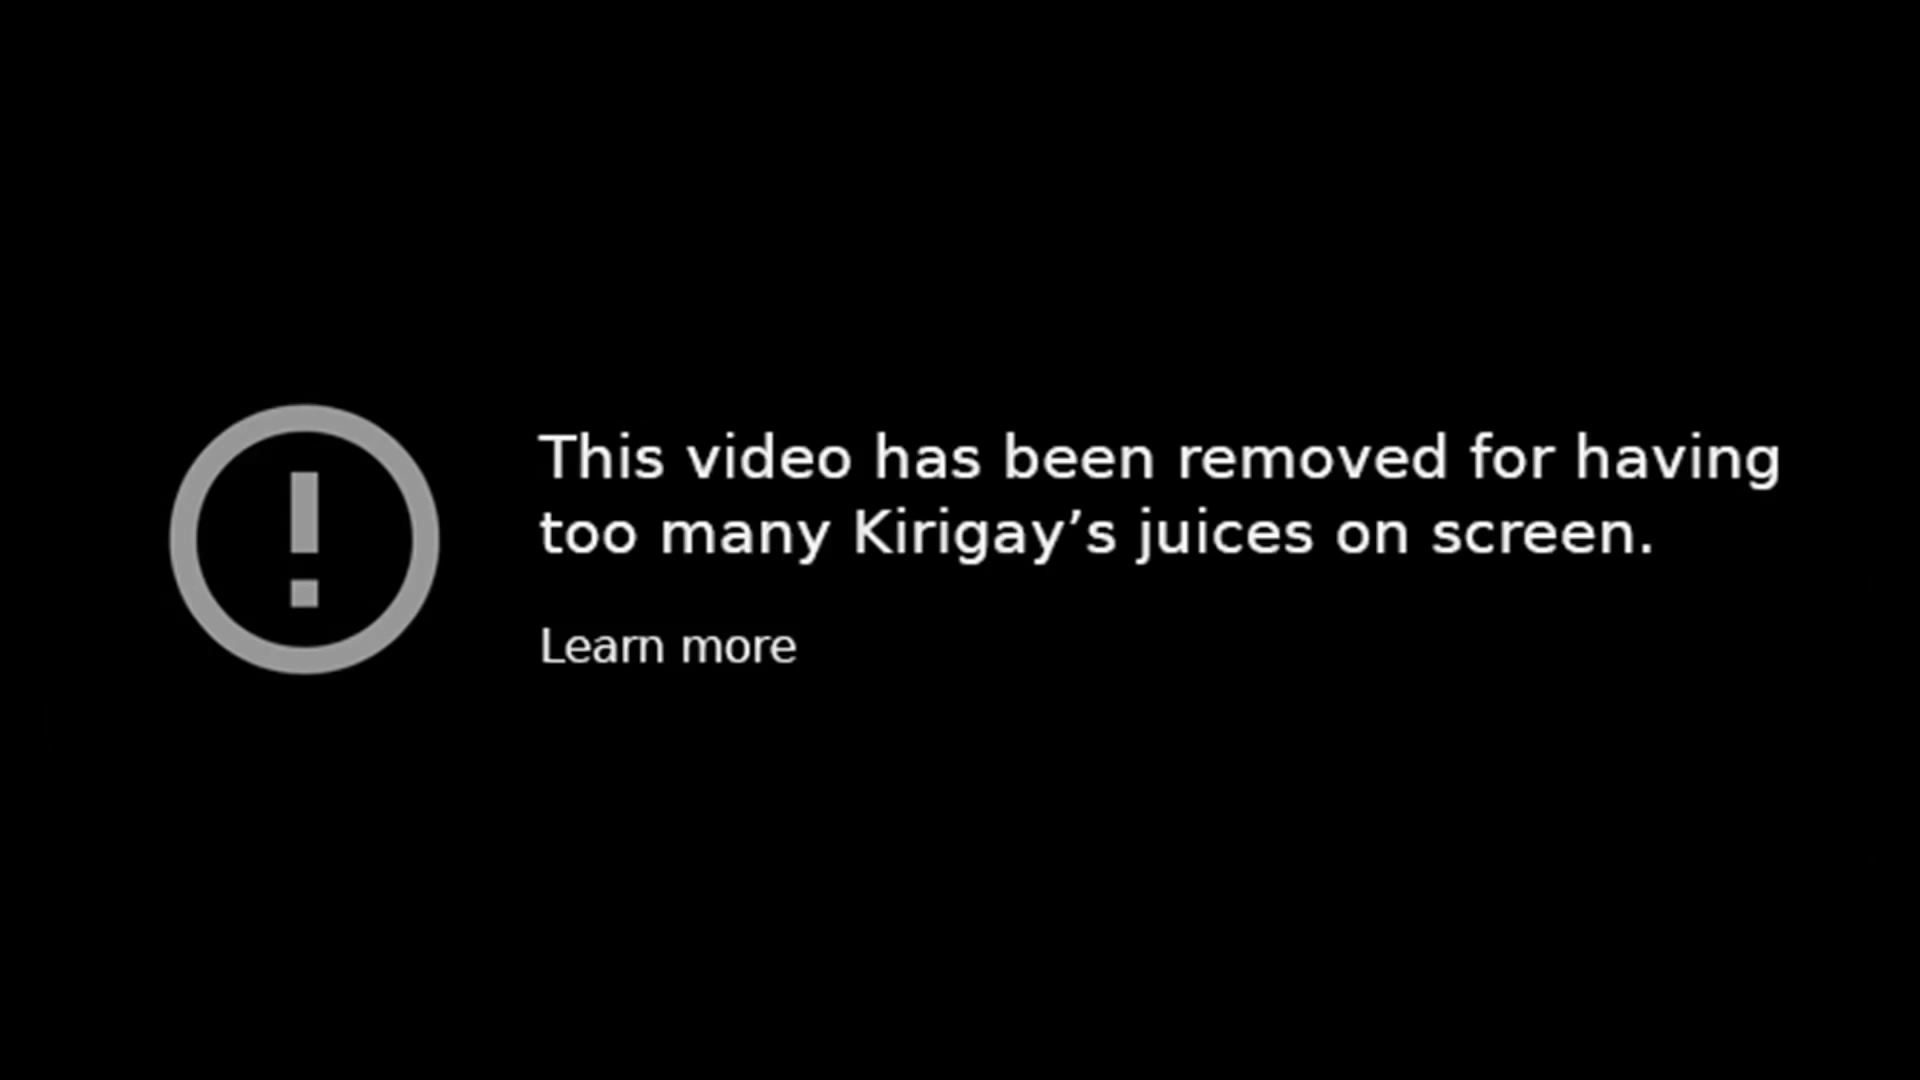 This video has been removed for having
too many Kirigay’s juices on screen.
Learn more